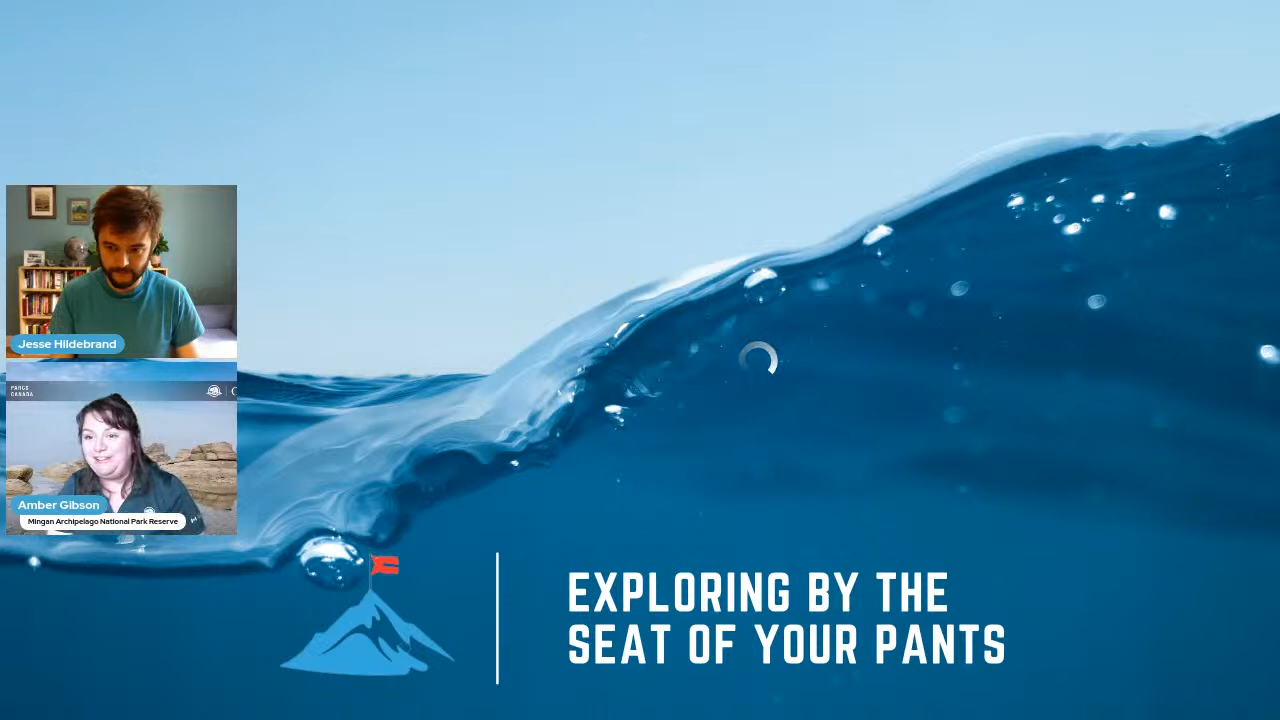 Jesse Hildebrand
PARCS
CANADA
Amber Gibson
Mingan Archipelago National Park Reserve
EXPLORING BY THE
SEAT OF YOUR PANTS